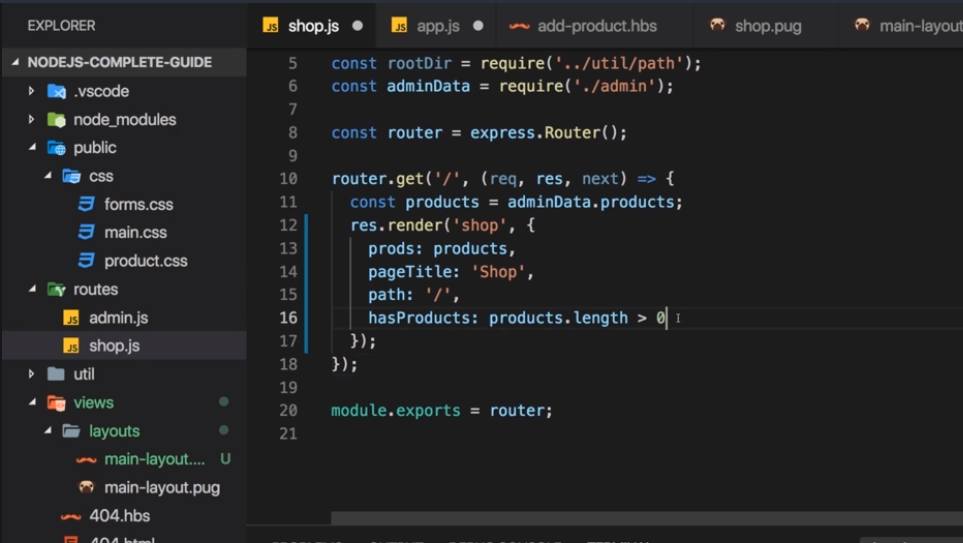 EXPLORER
shop.js
app.js
add-product.hbs
shop.pug
main-layout
NODEJS-COMPLETE-GUIDE
.vscode
node_modules
public
css
forms.css
main.css
product.css
routes
JS admin.js
JS shop.js
util
views
layouts
main-layout.... U
main-layout.pug
404.hbs
404.html
5 const rootDir = require('../util/path');
6 const adminData = require('./admin');
7
8 const router = express.Router();
9
10 router.get('/', (req, res, next) => {
11 const products = adminData.products;
12 res.render('shop', {
13 prods: products,
14 pageTitle: 'Shop',
15 path: '/',
16 hasProducts: products.length > 0
17 });
18 });
19
20 module.exports = router;
21